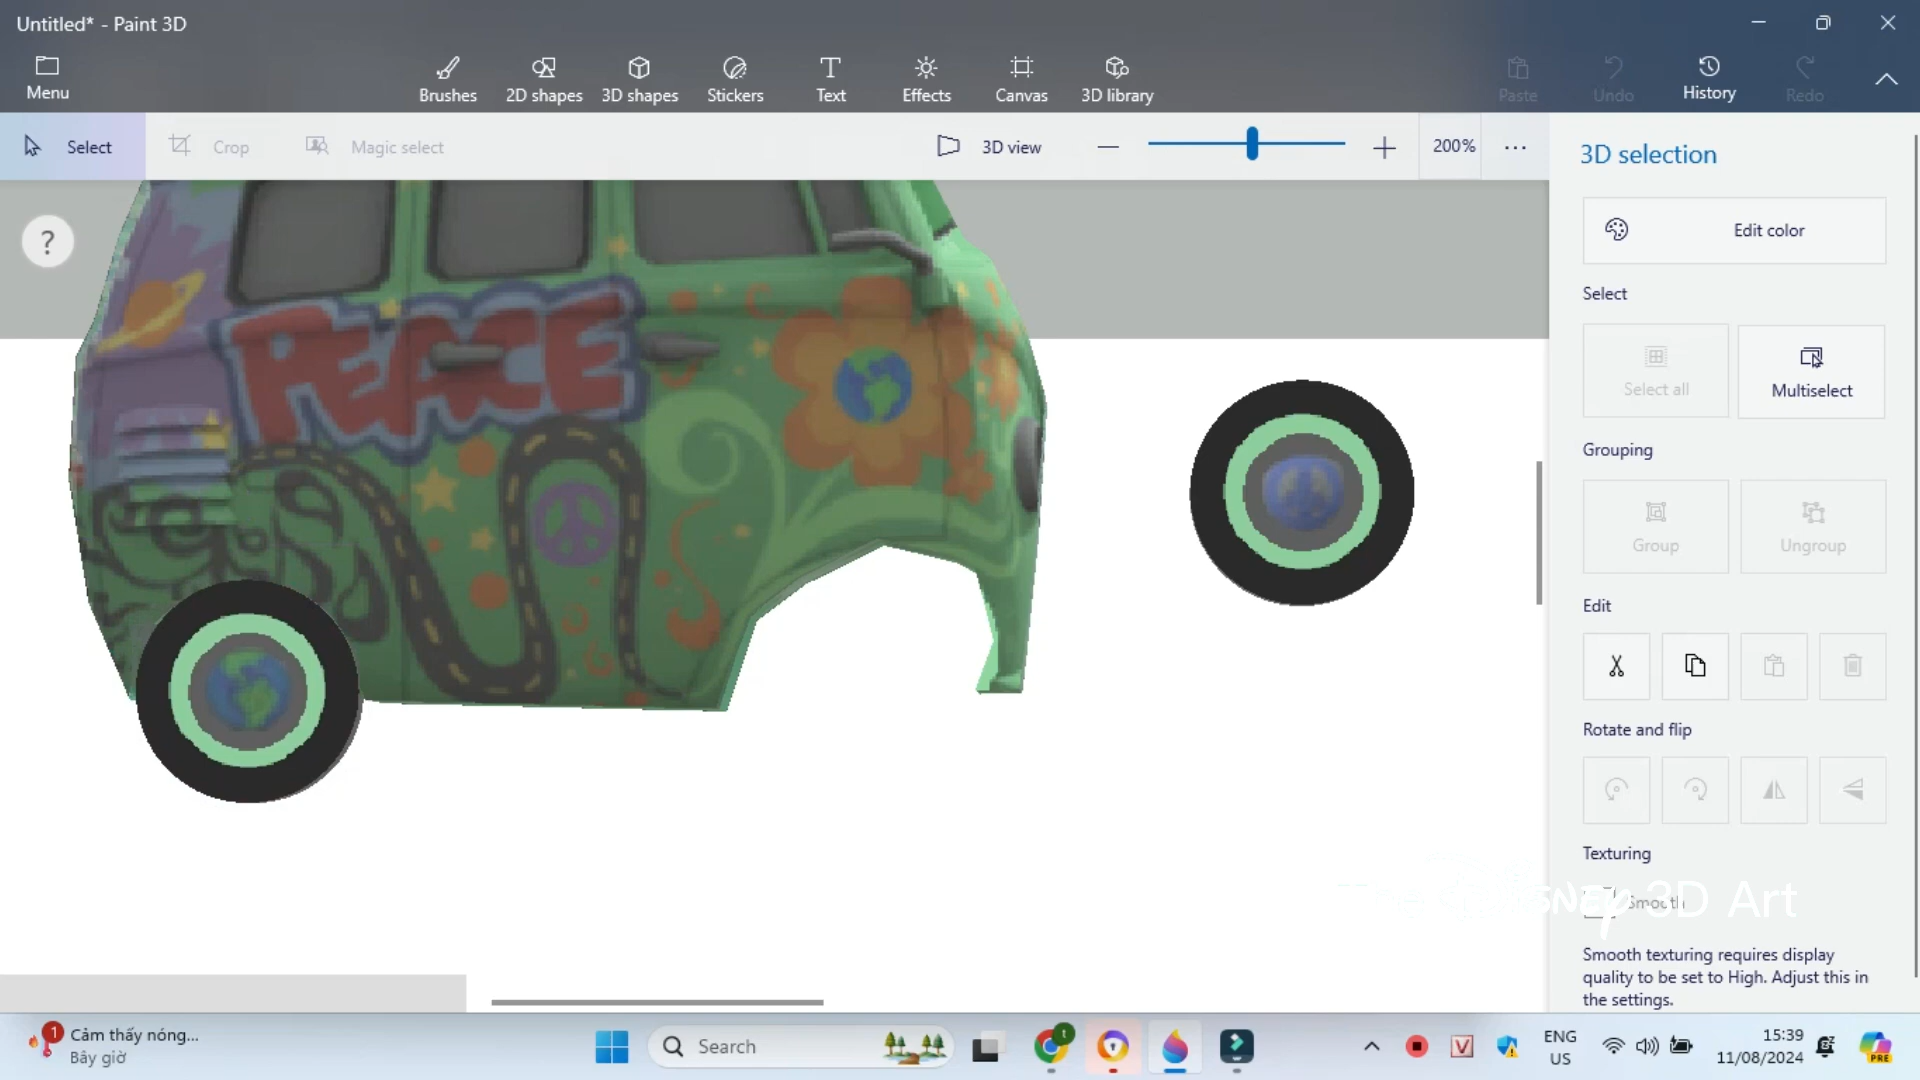 Untitled* - Paint 3D
Menu
Brushes
2D shapes
3D shapes
Stickers
Text
Effects
Canvas
3D library
Paste
Undo
History
Redo
Select
Crop
Magic select
3D view
200%
3D selection
?
Edit color
Select
Select all
Multiselect
PEACE
Grouping
Group
Ungroup
Edit
Rotate and flip
Texturing
Smooth
3D Art
Smooth texturing requires display
quality to be set to High. Adjust this in
the settings.
1
Cảm thấy nóng...
Bây giờ
Search
t
V
ENG
US
15:39
11/08/2024
PRE